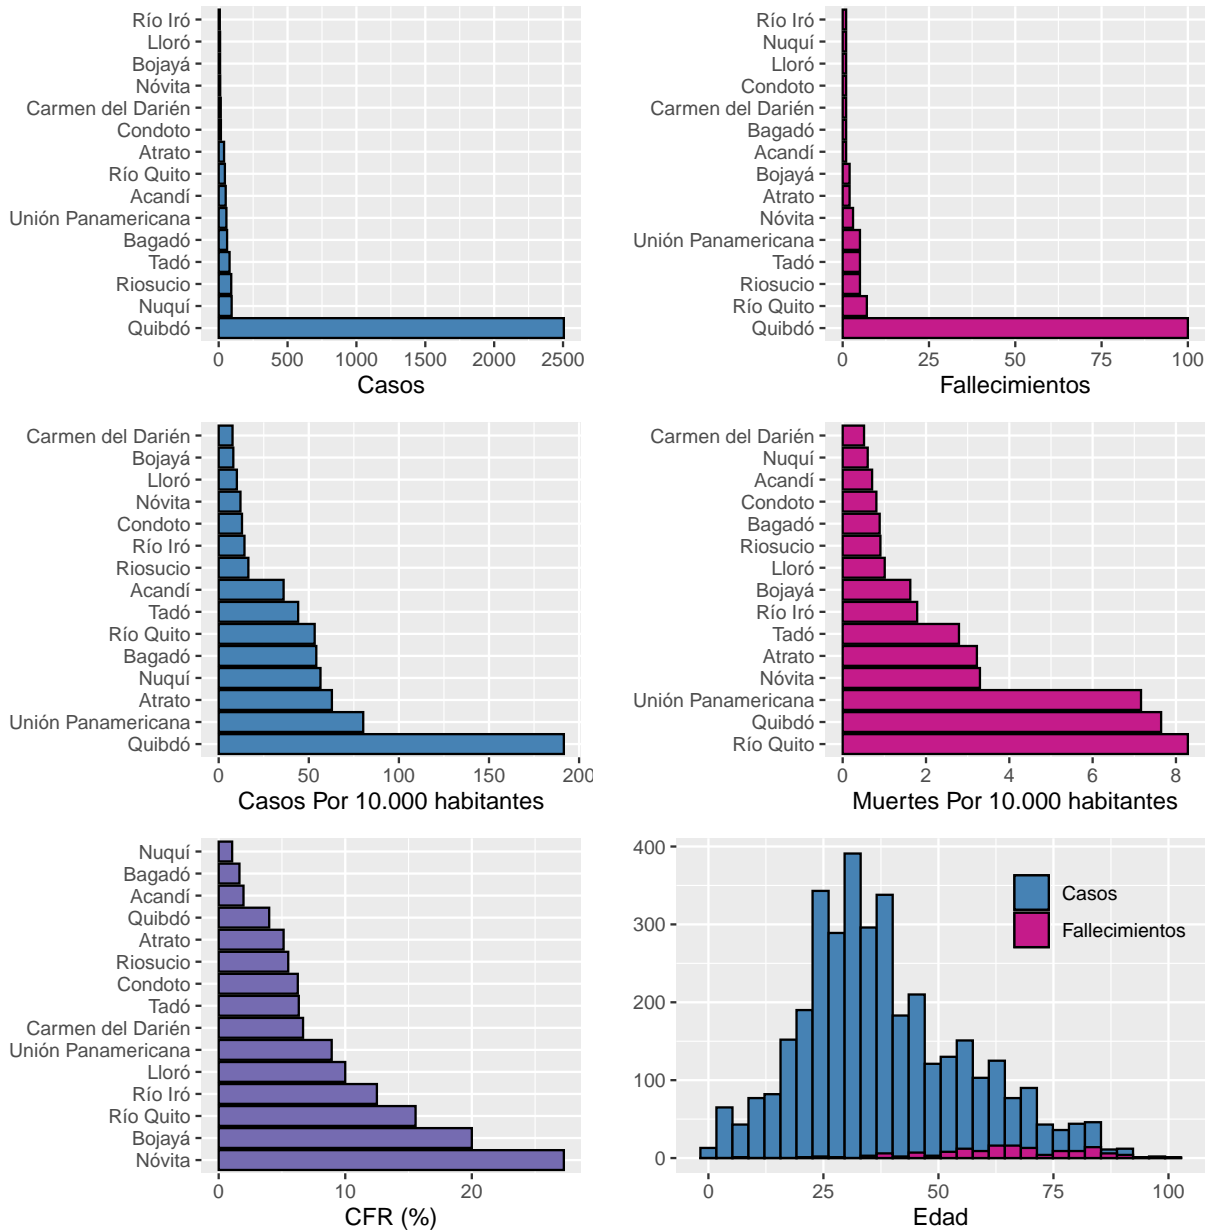 Río Iró
Lloró
Bojayá
Nóvita
Carmen del Darién
Condoto
Atrato
Río Quito
Acandí
Unión Panamericana
Bagadó
Tadó
Riosucio
Nuquí
Quibdó
0 500 1000 1500 2000 2500
Casos
Río Iró
Nuquí
Lloró
Condoto
Carmen del Darién
Bagadó
Acandí
Bojayá
Atrato
Nóvita
Unión Panamericana
Tadó
Riosucio
Río Quito
Quibdó
0 25 50 75 100
Fallecimientos
Carmen del Darién
Bojayá
Lloró
Nóvita
Condoto
Río Iró
Riosucio
Acandí
Tadó
Río Quito
Bagadó
Nuquí
Atrato
Unión Panamericana
Quibdó
0 50 100 150 200
Casos Por 10.000 habitantes
Carmen del Darién
Nuquí
Acandí
Condoto
Bagadó
Riosucio
Lloró
Bojayá
Río Iró
Tadó
Atrato
Nóvita
Unión Panamericana
Quibdó
Río Quito
0 2 4 6 8
Muertes Por 10.000 habitantes
Nuquí
Bagadó
Acandí
Quibdó
Atrato
Riosucio
Condoto
Tadó
Carmen del Darién
Unión Panamericana
Lloró
Río Iró
Río Quito
Bojayá
Nóvita
0 10 20
CFR (%)
400
300
200
100
0
Casos
Fallecimientos
0 25 50 75 100
Edad